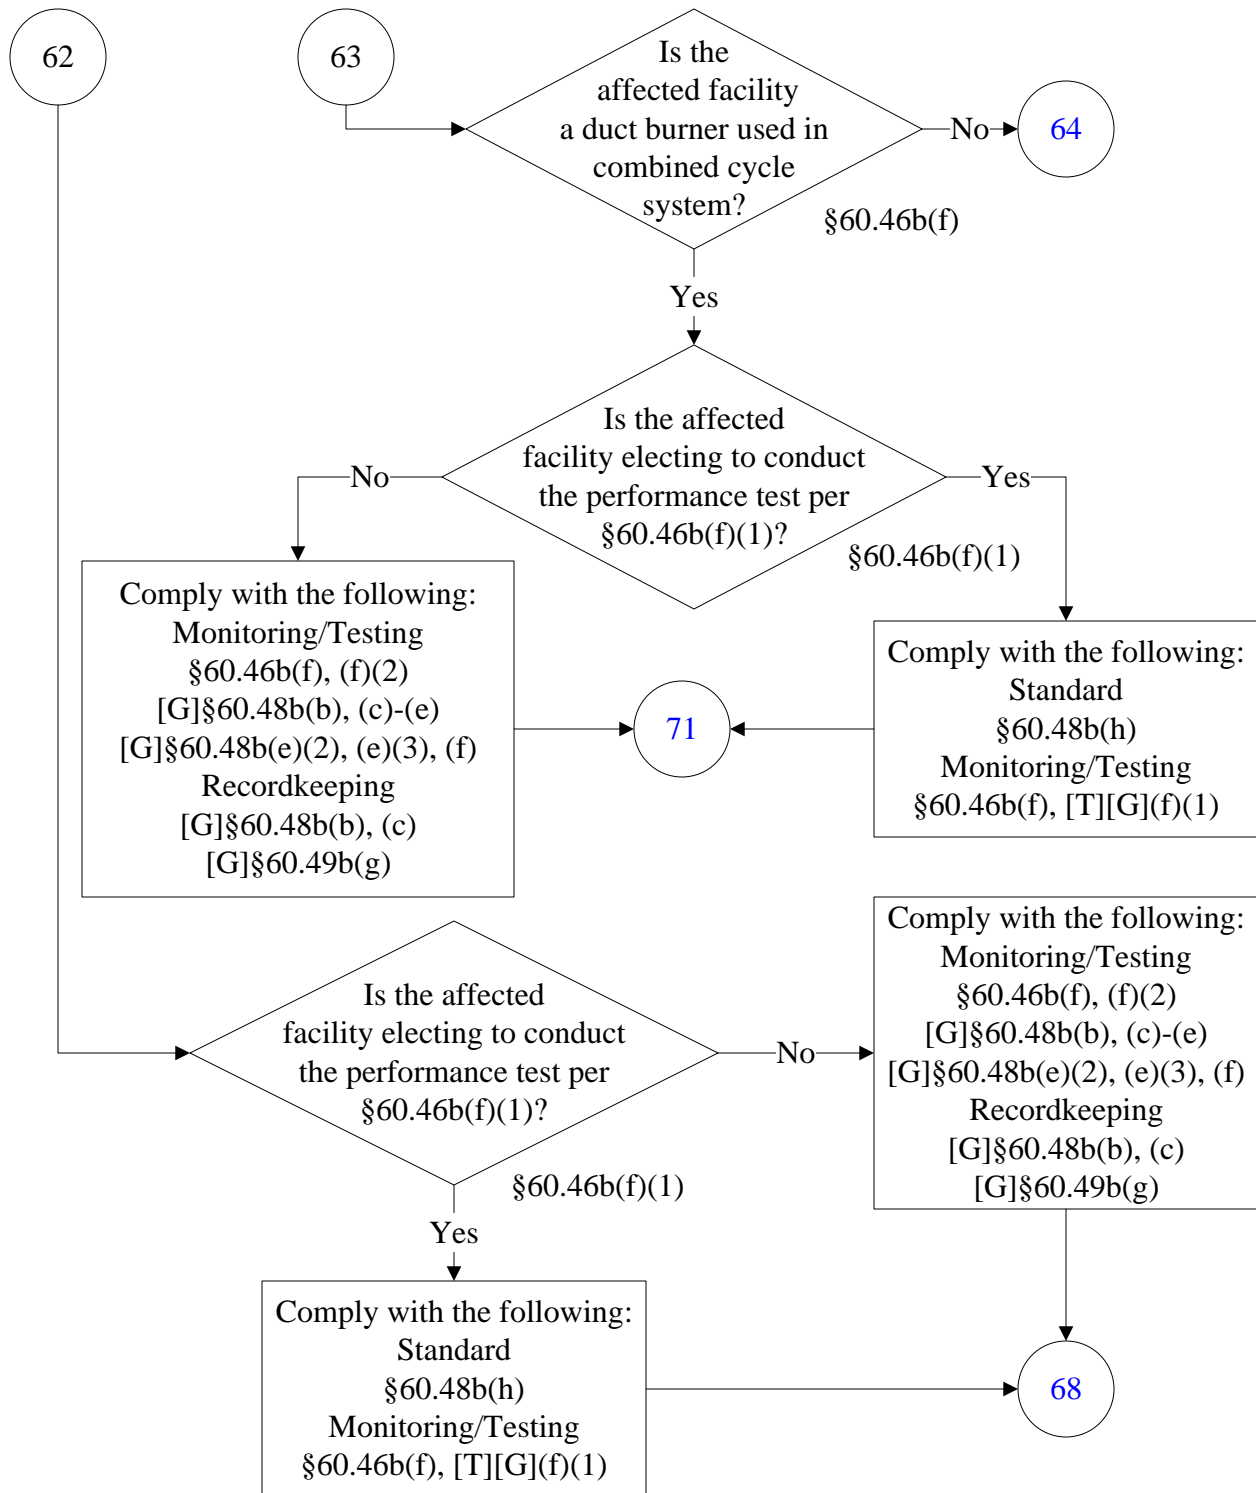 62
63
Is the
affected facility
a duct burner used in
combined cycle
system?
No
64
§60.46b(f)
Yes
Is the affected
facility electing to conduct
the performance test per
§60.46b(f)(1)?
No
Yes
§60.46b(f)(1)
Comply with the following:
Monitoring/Testing
§60.46b(f), (f)(2)
[G]§60.48b(b), (c)-(e)
[G]§60.48b(e)(2), (e)(3), (f)
Recordkeeping
[G]§60.48b(b), (c)
[G]§60.49b(g)
71
Comply with the following:
Standard
§60.48b(h)
Monitoring/Testing
§60.46b(f), [T][G](f)(1)
Is the affected
facility electing to conduct
the performance test per
§60.46b(f)(1)?
No
§60.46b(f)(1)
Yes
Comply with the following:
Monitoring/Testing
§60.46b(f), (f)(2)
[G]§60.48b(b), (c)-(e)
[G]§60.48b(e)(2), (e)(3), (f)
Recordkeeping
[G]§60.48b(b), (c)
[G]§60.49b(g)
Comply with the following:
Standard
§60.48b(h)
Monitoring/Testing
§60.46b(f), [T][G](f)(1)
68